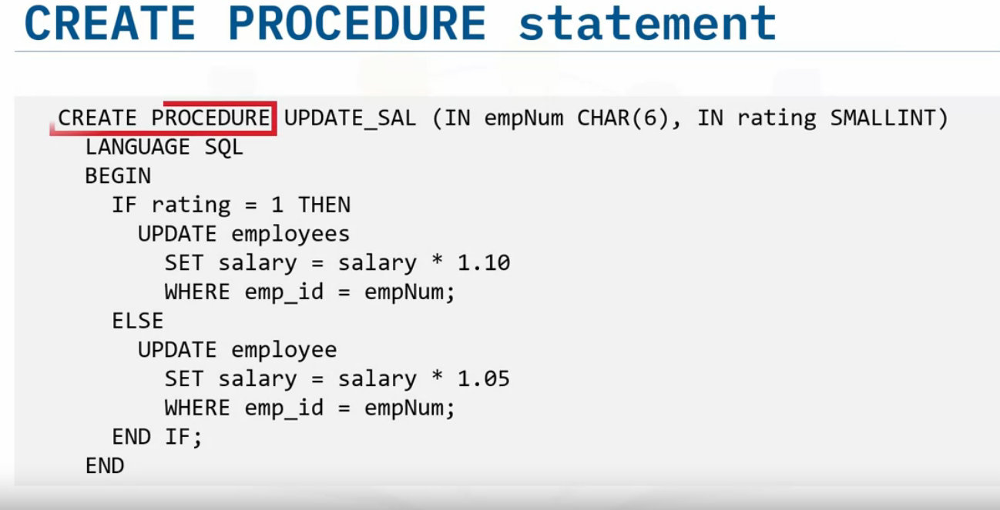 CREATE PROCEDURE statement
CREATE PROCEDURE UPDATE_SAL (IN empNum CHAR(6), IN rating SMALLINT)
LANGUAGE SQL
BEGIN
IF rating = 1 THEN
UPDATE employees
SET salary = salary * 1.10
WHERE emp_id = empNum;
ELSE
UPDATE employee
SET salary = salary * 1.05
WHERE emp_id = empNum;
END IF;
END